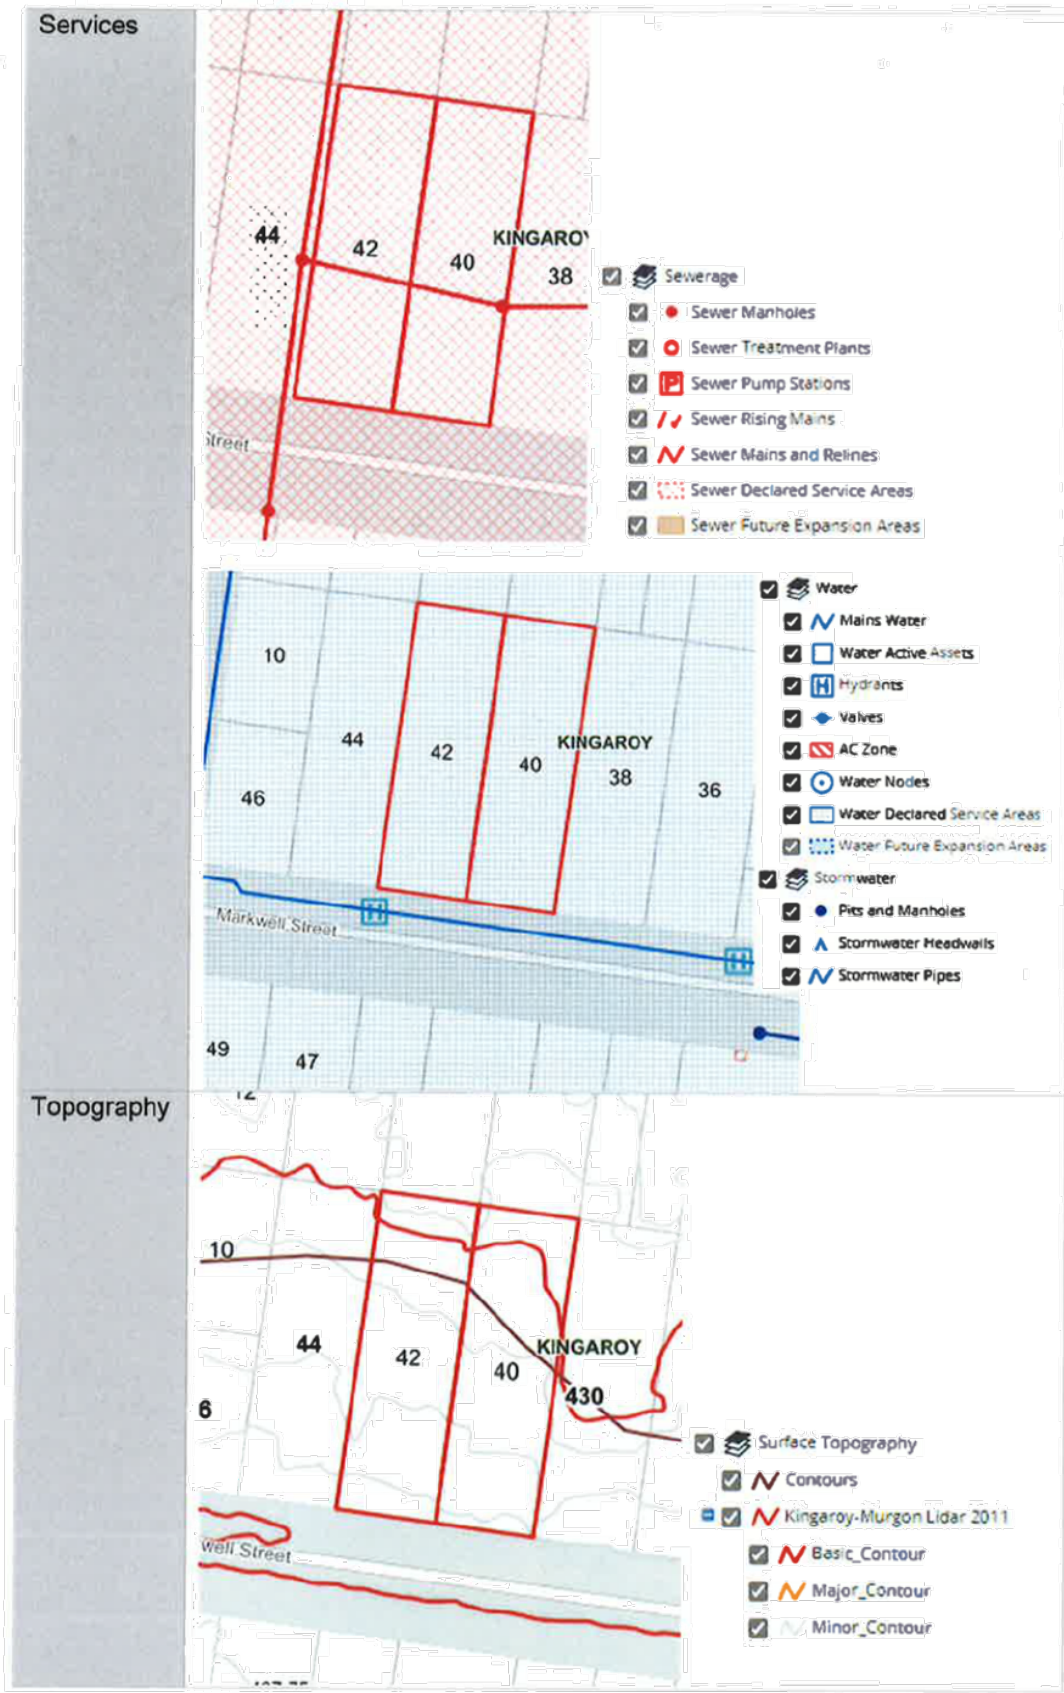 Services
44
42
40
KINGAROY
38
Street
Sewerage
Sewer Manholes
Sewer Treatment Plants
P Sewer Pump Stations
Sewer Rising Mains
Sewer Mains and Relines
Sewer Declared Service Areas
Sewer Future Expansion Areas
10
44
42
40
KINGAROY
38
36
46
H
Markwell Street
H
49
47
Water
Mains Water
Water Active Assets
H Hydrants
Valves
AC Zone
Water Nodes
Water Declared Service Areas
Water Future Expansion Areas
Stormwater
Pits and Manholes
Stormwater Headwalls
Stormwater Pipes
Topography
12
10
44
42
40
KINGAROY
430
6
well Street
Surface Topography
Contours
Kingaroy-Murgon Lidar 2011
Basic_Contour
Major_Contour
Minor_Contour